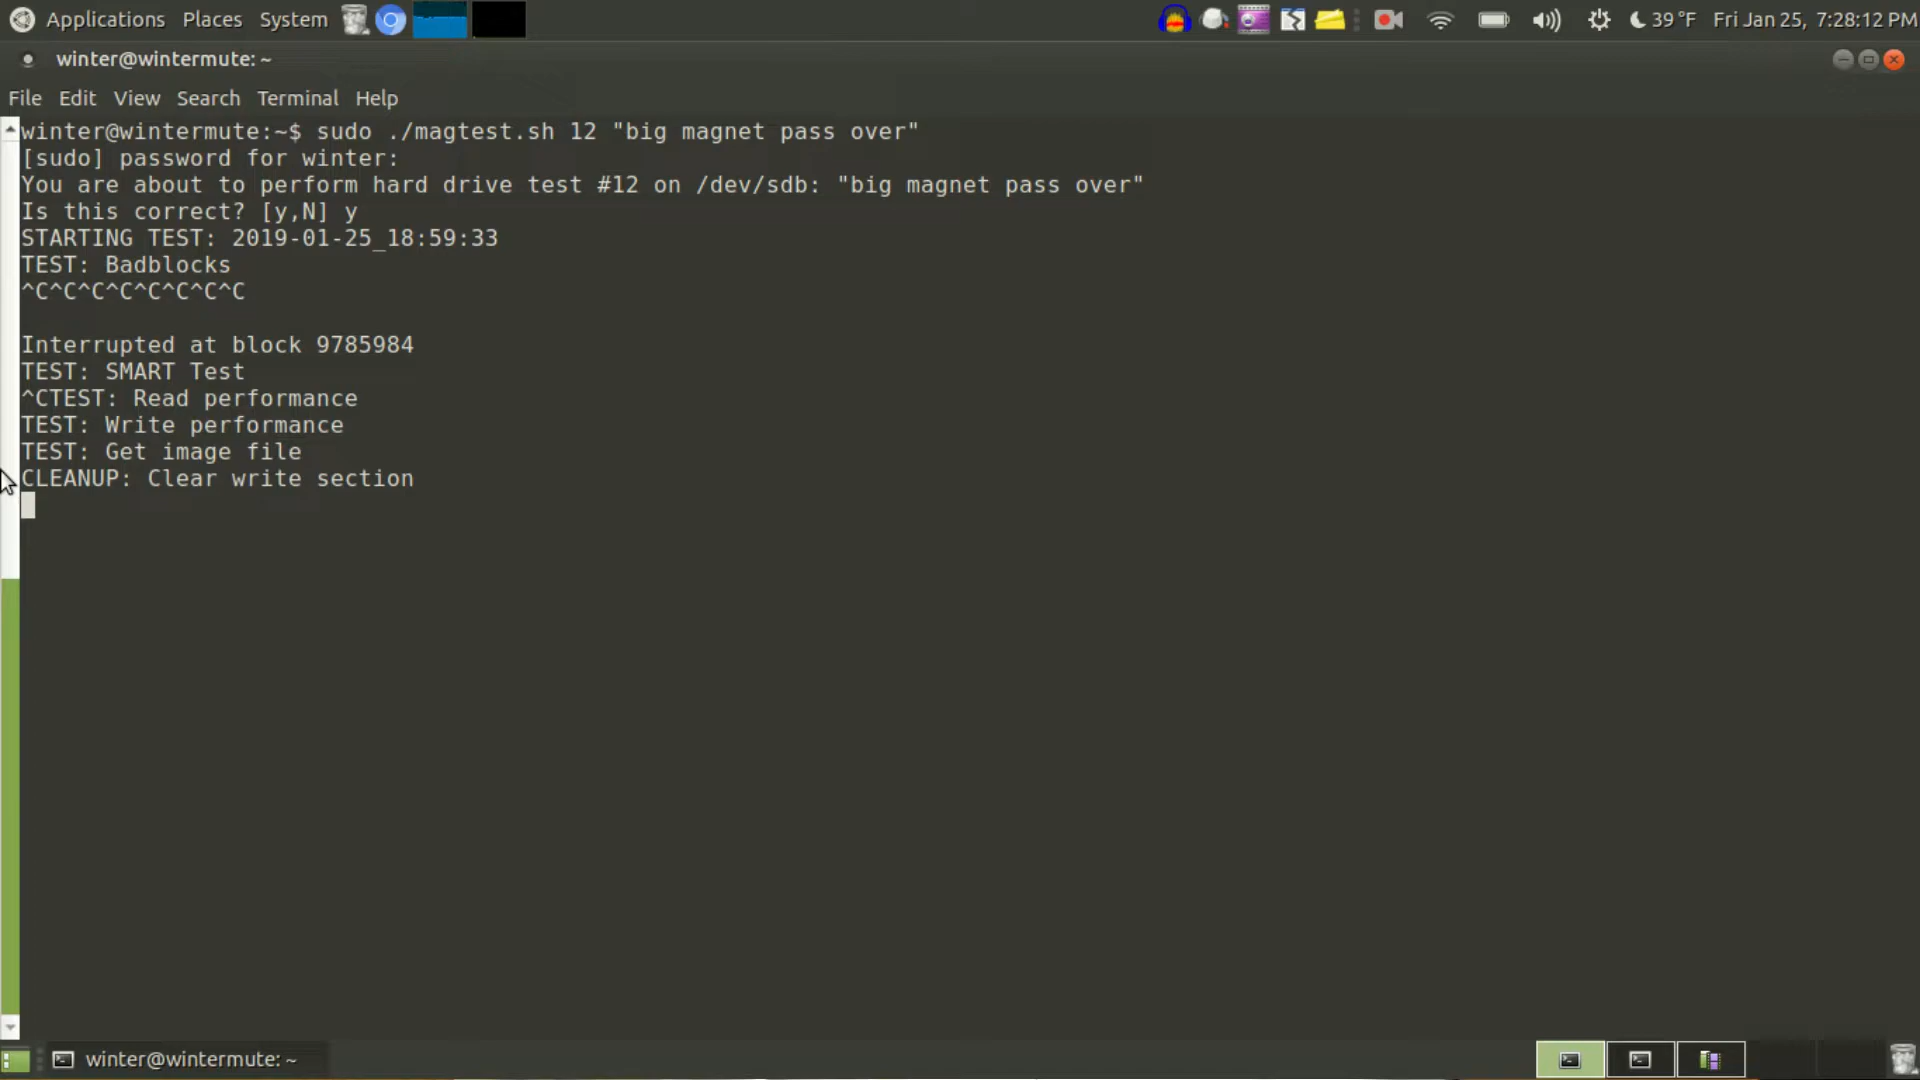 Applications Places System 39 °F Fri Jan 25, 7:28:12 PM
winter@wintermute: ~
File Edit View Search Terminal Help
winter@wintermute:~$ sudo ./magtest.sh 12 "big magnet pass over"
[sudo] password for winter:
You are about to perform hard drive test #12 on /dev/sdb: "big magnet pass over"
Is this correct? [y,N] y
STARTING TEST: 2019-01-25_18:59:33
TEST: Badblocks
^C^C^C^C^C^C^C^C
Interrupted at block 9785984
TEST: SMART Test
^CTEST: Read performance
TEST: Write performance
TEST: Get image file
CLEANUP: Clear write section
winter@wintermute: ~